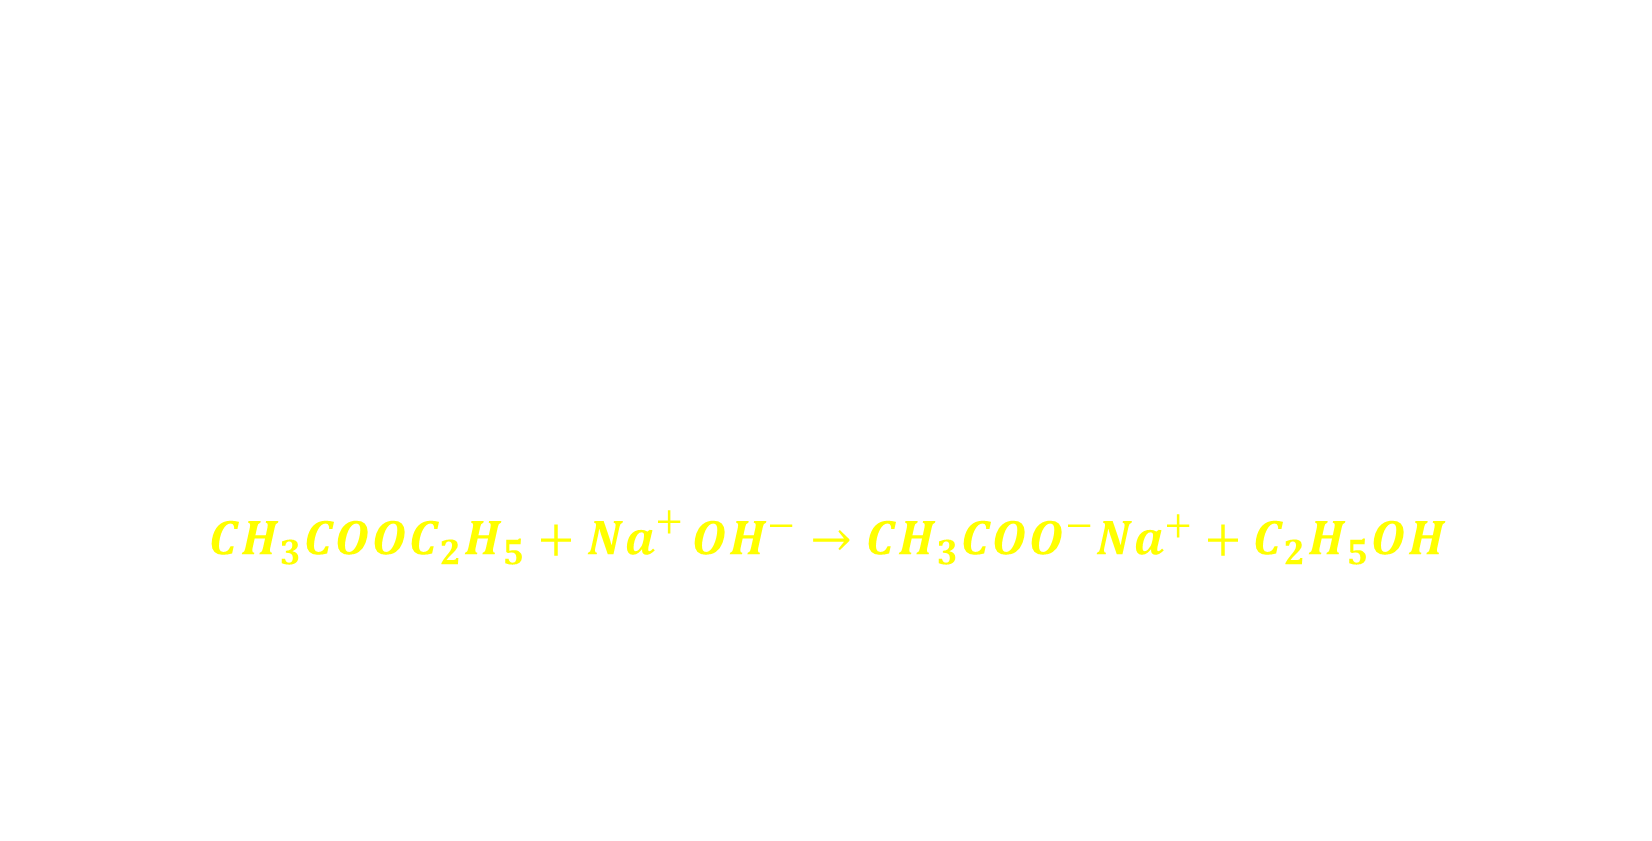 CH₃COOC₂H₅ + Na⁺ OH⁻ → CH₃COO⁻Na⁺ + C₂H₅OH